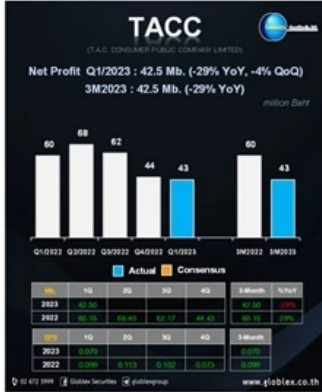 TACC
(T.A.C. CONSUMER PUBLIC COMPANY LIMITED)
Net Profit Q1/2023 : 42.5 Mb. (-29% YoY, -4% QoQ)
3M2023 : 42.5 Mb. (-29% YoY)
million Baht
60 68 62 44 43 60 43
Q1/2022 Q2/2022 Q3/2022 Q4/2022 Q1/2023 3M2022 3M2023
Actual Consensus
Mb. 1Q 2Q 3Q 4Q 3-Month %YoY
2023 42.50 42.50 -29%
2022 60.15 68.40 62.17 44.43 60.15 29%
EPS 1Q 2Q 3Q 4Q 3-Month
2023 0.070 0.070
2022 0.099 0.113 0.102 0.073 0.099
02 672 5999 Globlex Securities globlexgroup www.globlex.co.th